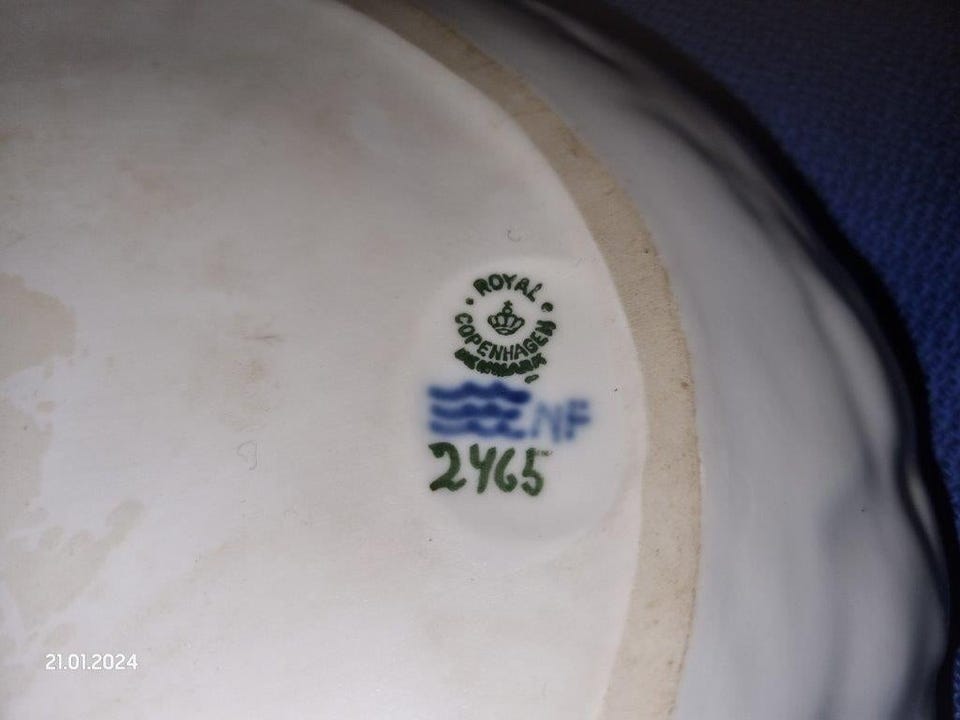 ROYAL
COPENHAGEN
DENMARK
NF
2465
21.01.2024